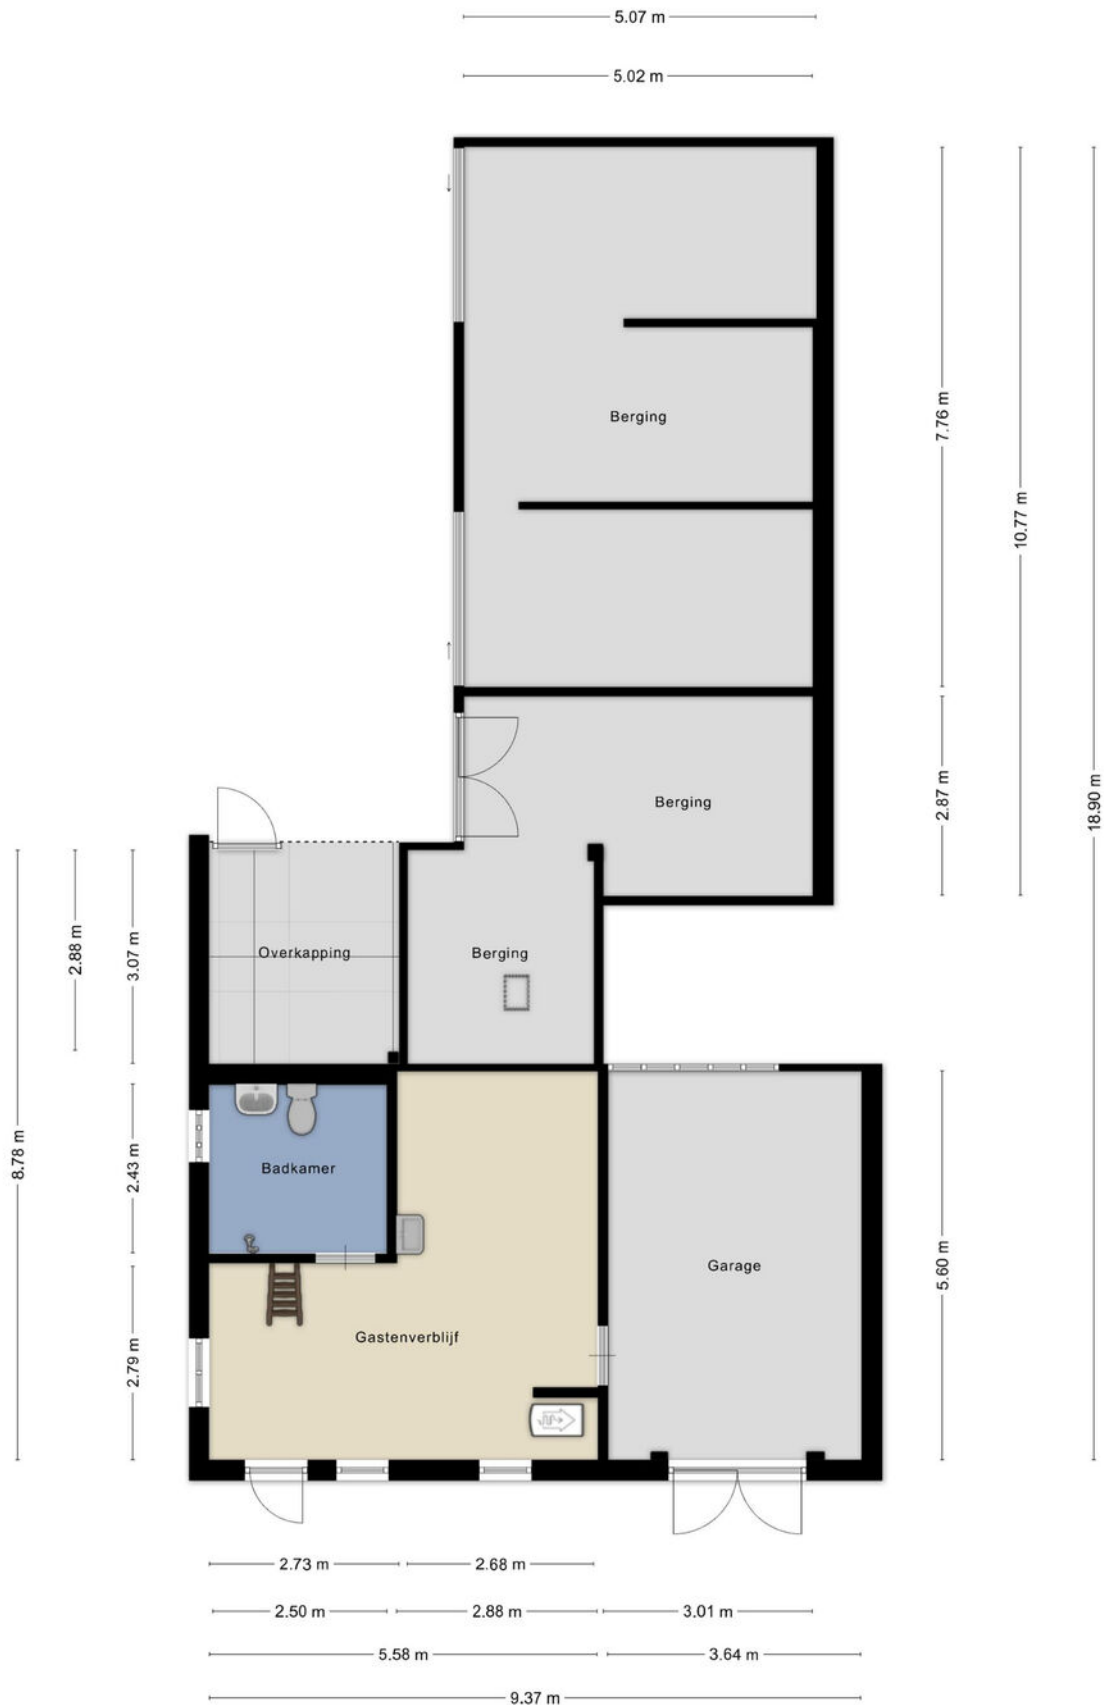 5.07 m
5.02 m
Berging
7.76 m
10.77 m
18.90 m
Berging
2.87 m
Overkapping
Berging
2.88 m
3.07 m
8.78 m
Badkamer
2.43 m
Garage
5.60 m
Gastenverblijf
2.79 m
2.73 m
2.68 m
2.50 m
2.88 m
3.01 m
5.58 m
3.64 m
9.37 m